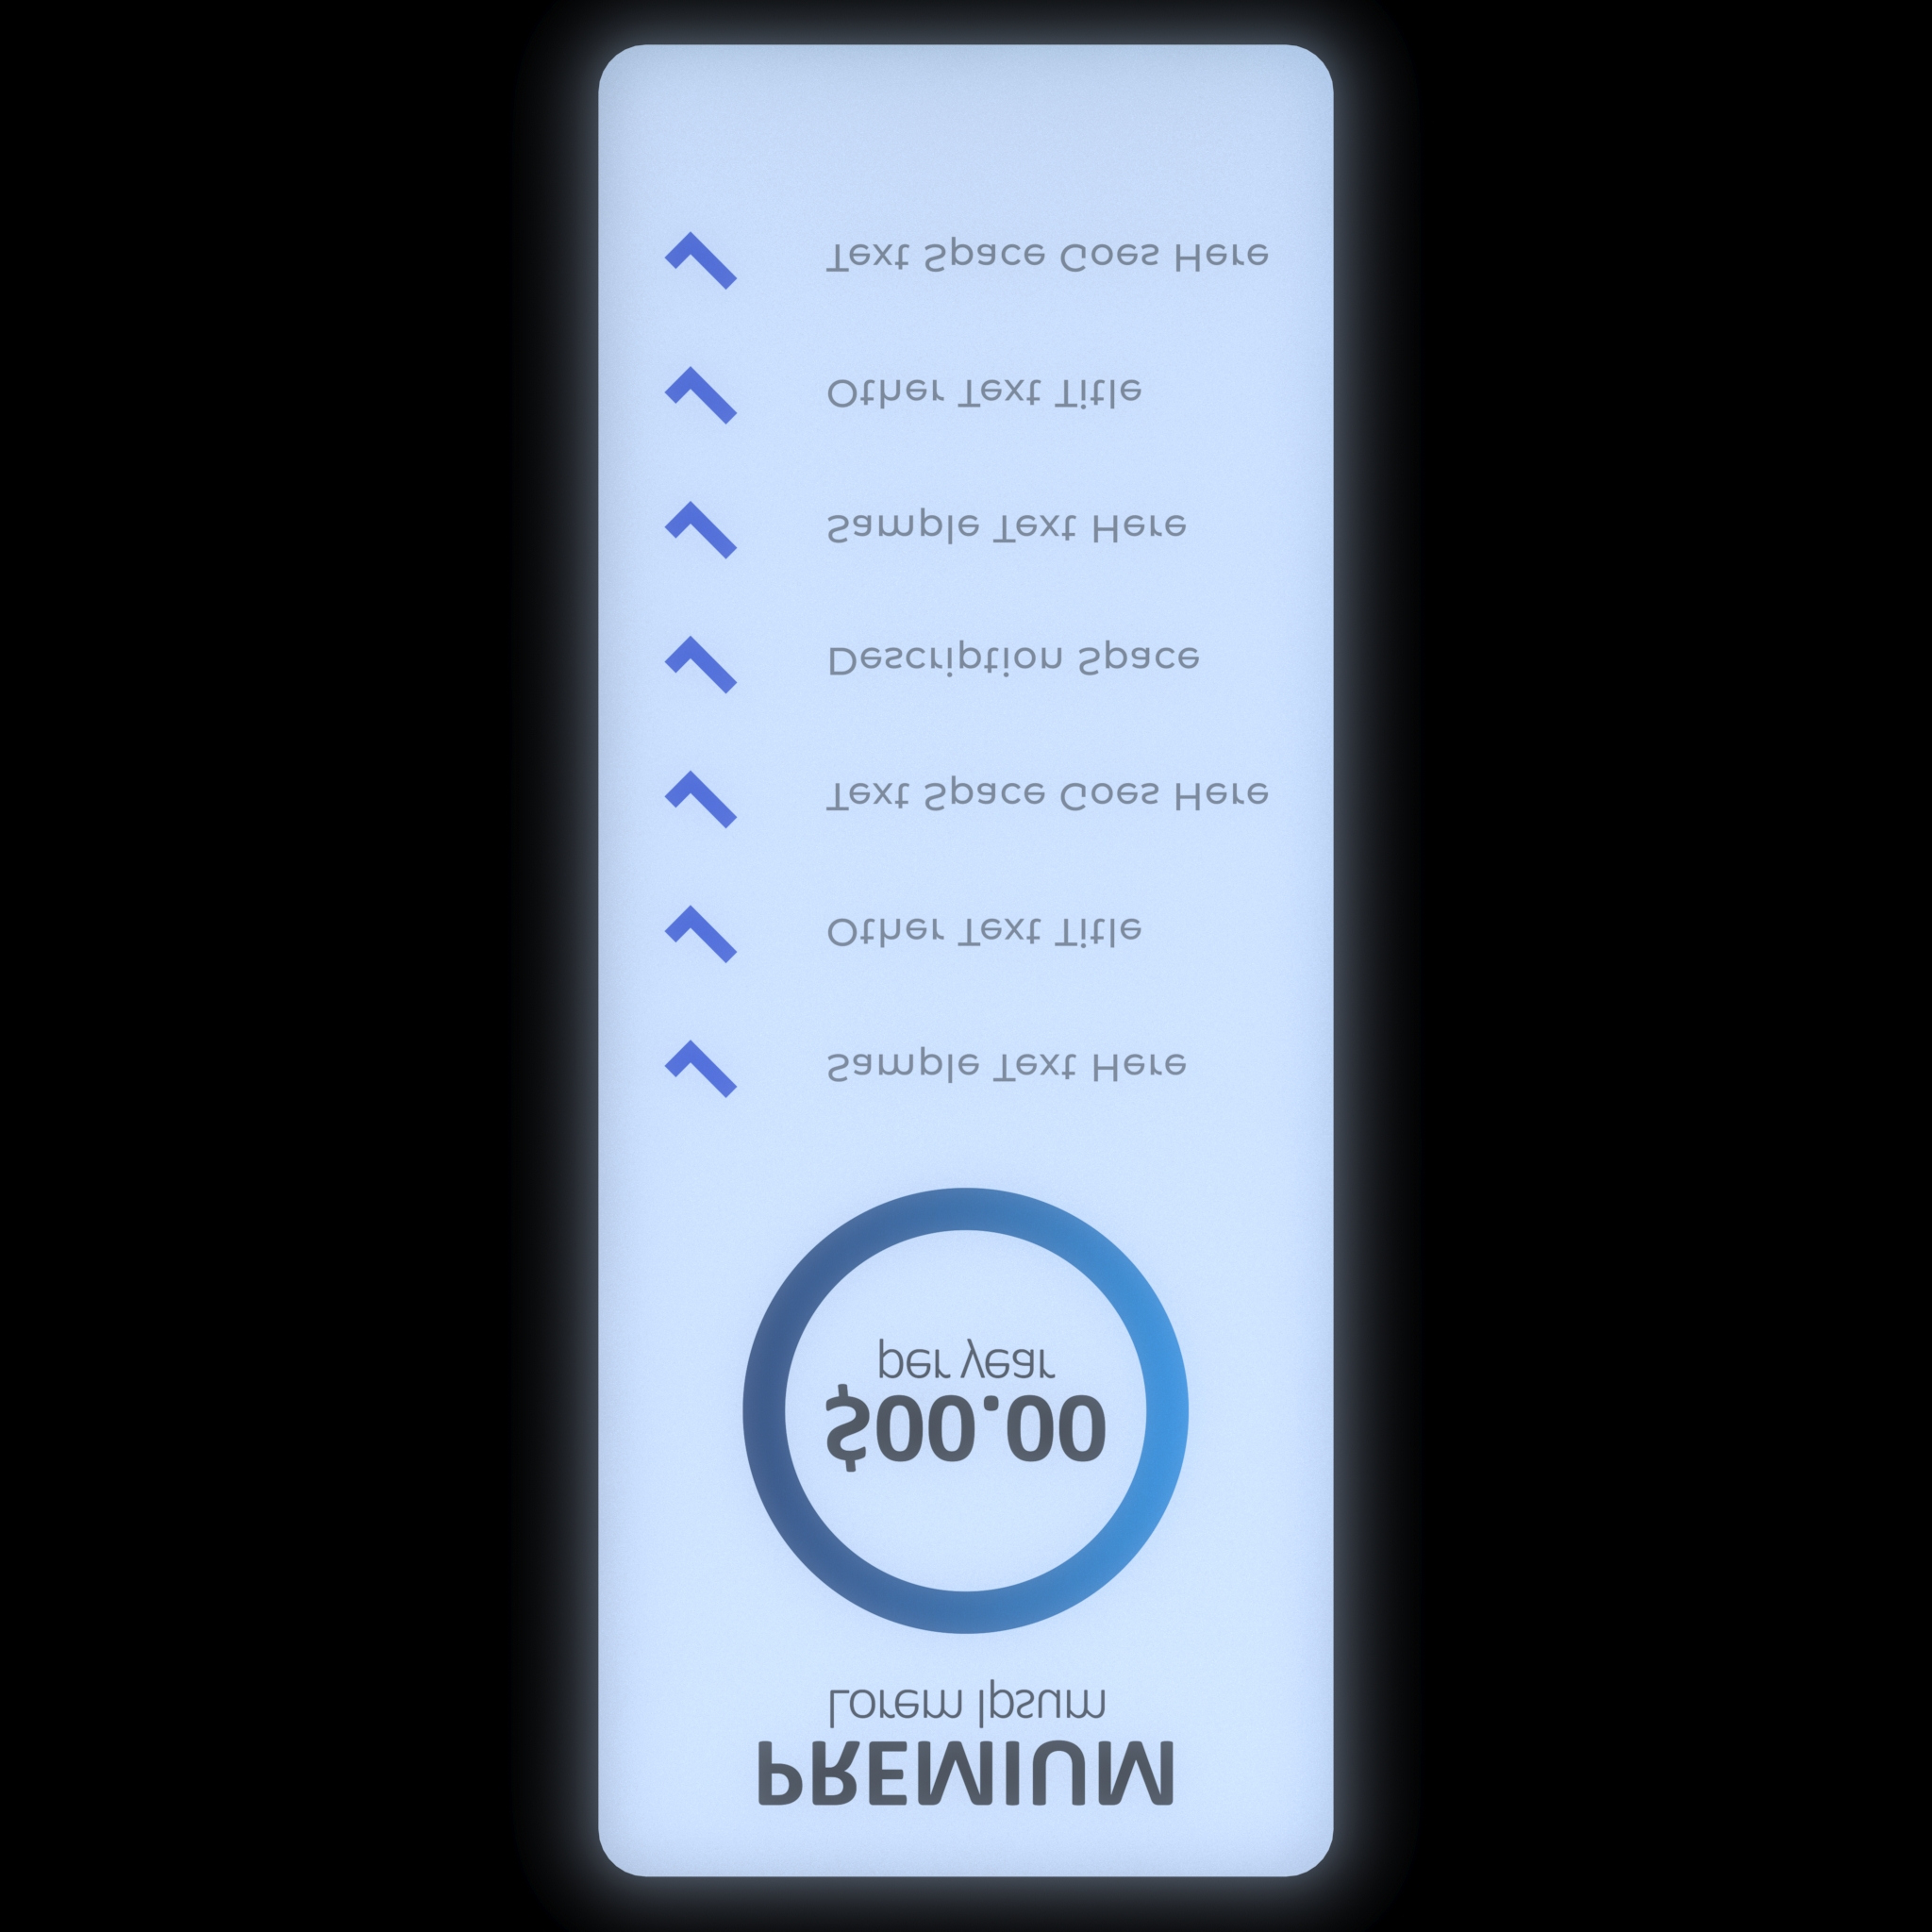 PREMIUM
Lorem Ipsum
$00.00
per year
Sample Text Here
Other Text Title
Text Space Goes Here
Description Space
Sample Text Here
Other Text Title
Text Space Goes Here